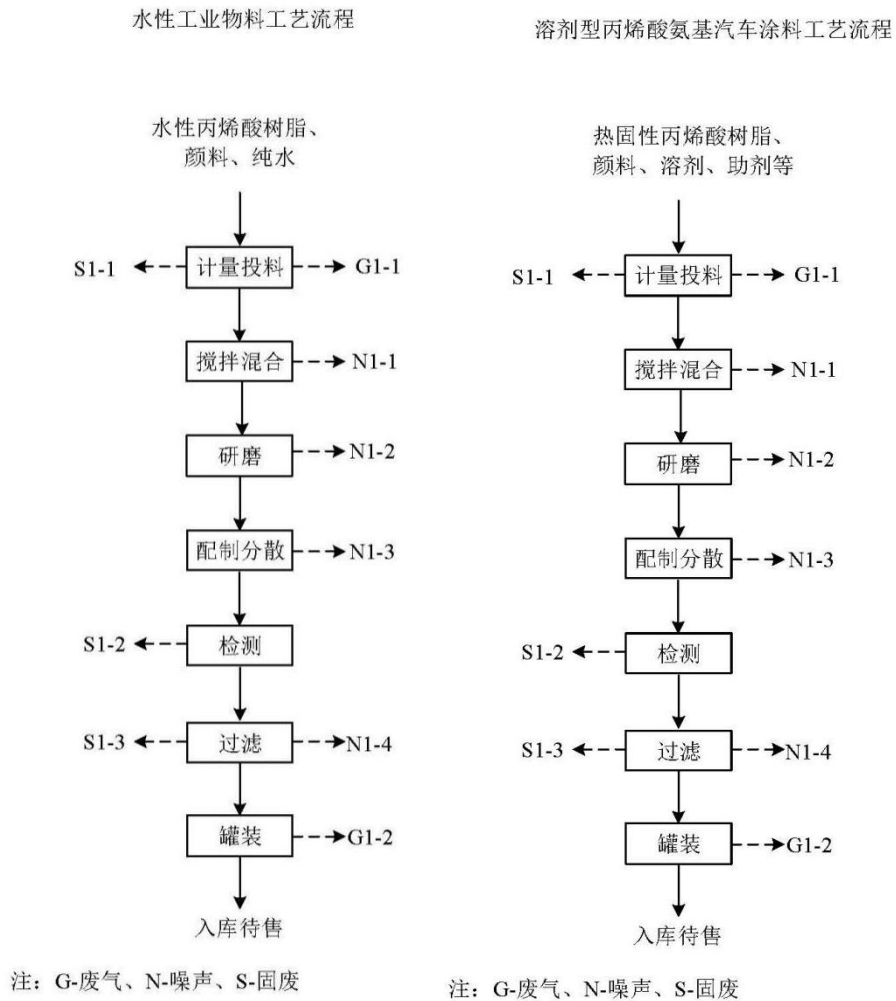 水性工业物料工艺流程
水性丙烯酸树脂、
颜料、纯水
S1-1
计量投料
G1-1
搅拌混合
N1-1
研磨
N1-2
配制分散
N1-3
S1-2
检测
S1-3
过滤
N1-4
罐装
G1-2
入库待售
注：G-废气、N-噪声、S-固废
溶剂型丙烯酸氨基汽车涂料工艺流程
热固性丙烯酸树脂、
颜料、溶剂、助剂等
S1-1
计量投料
G1-1
搅拌混合
N1-1
研磨
N1-2
配制分散
N1-3
S1-2
检测
S1-3
过滤
N1-4
罐装
G1-2
入库待售
注：G-废气、N-噪声、S-固废